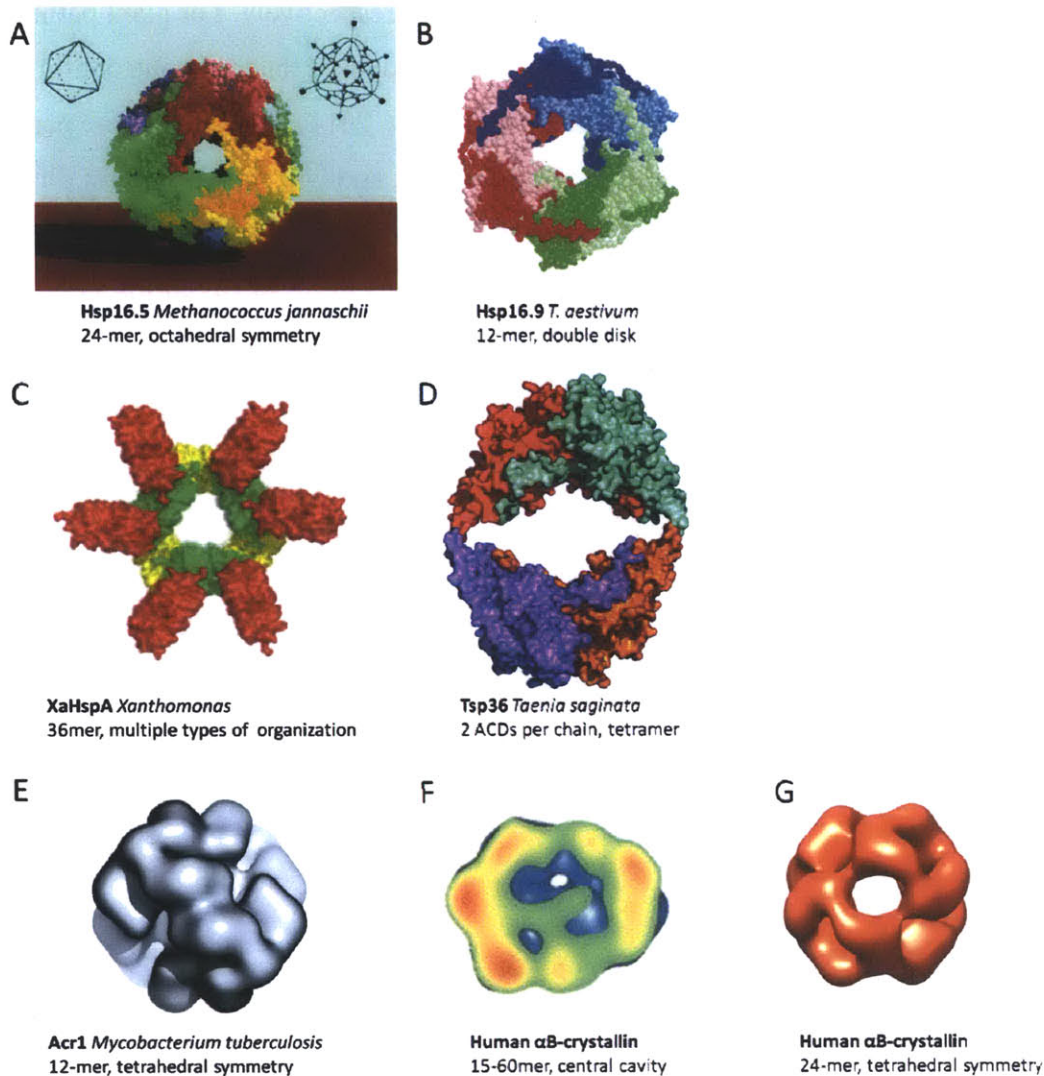 A
B
Hsp16.5 Methanococcus jannaschii
24-mer, octahedral symmetry
Hsp16.9 T. aestivum
12-mer, double disk
C
D
XaHspA Xanthomonas
36mer, multiple types of organization
Tsp36 Taenia saginata
2 ACDs per chain, tetramer
E
F
G
Acr1 Mycobacterium tuberculosis
12-mer, tetrahedral symmetry
Human αB-crystallin
15-60mer, central cavity
Human αB-crystallin
24-mer, tetrahedral symmetry